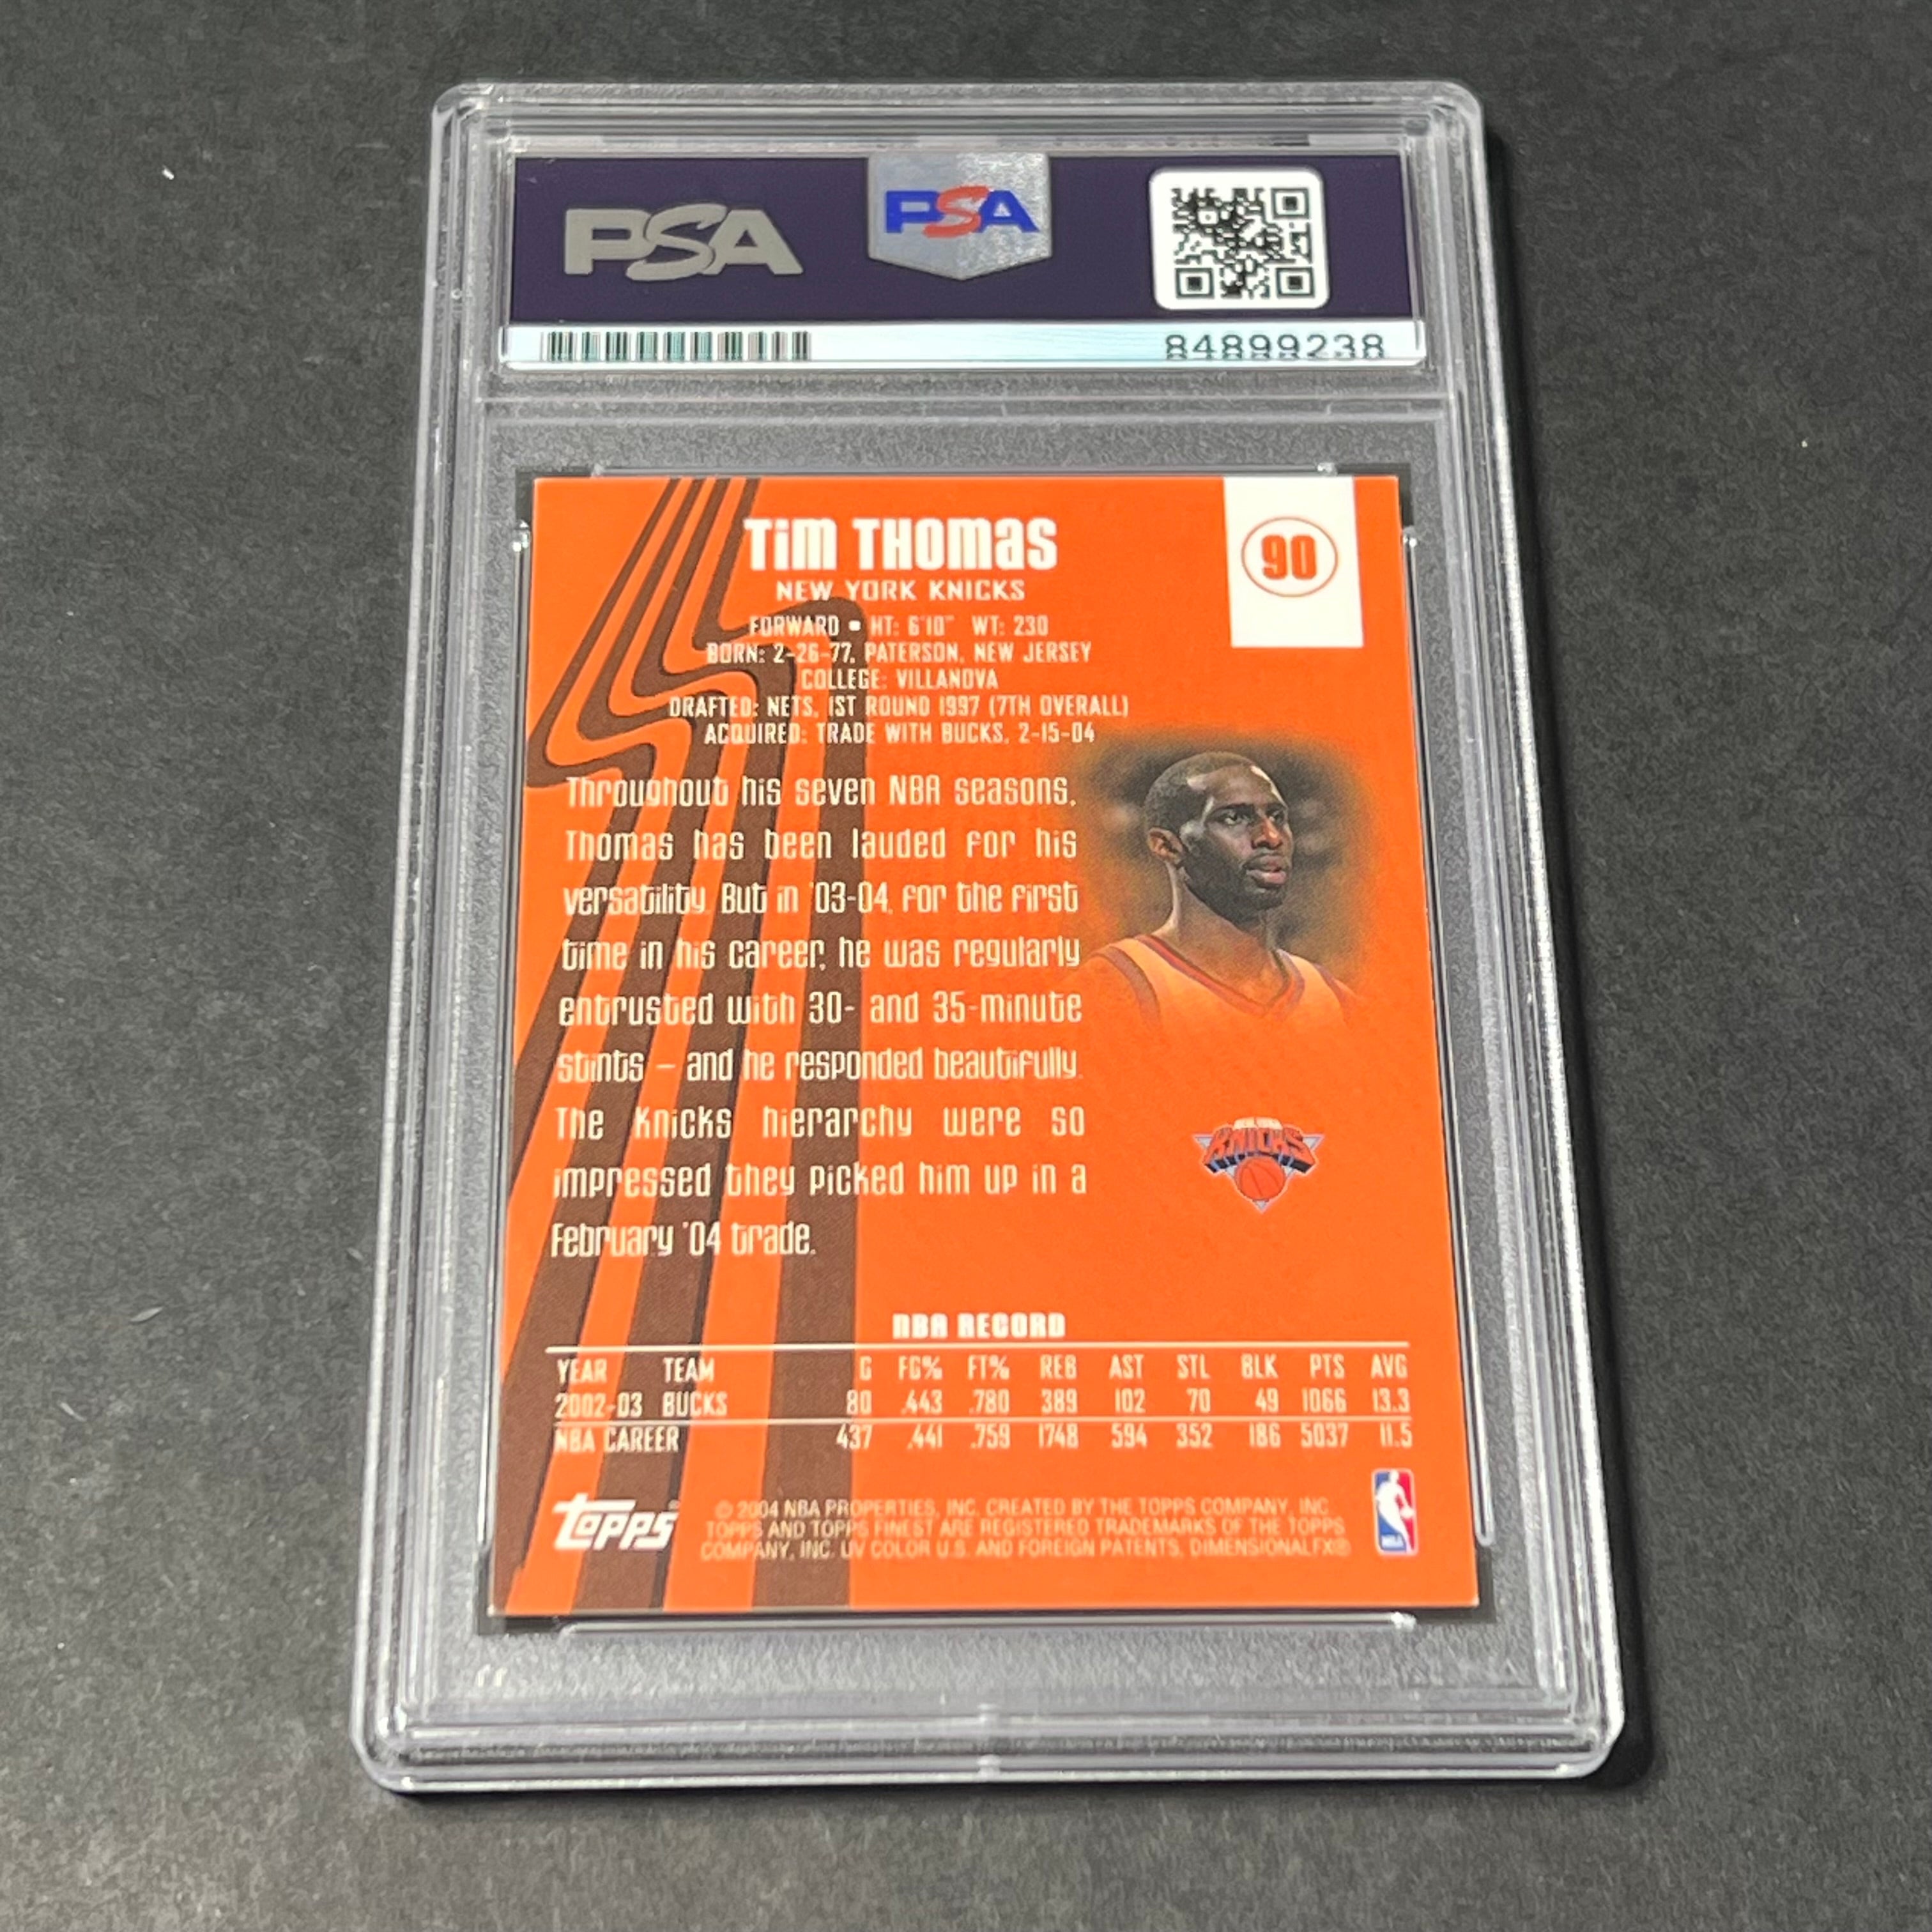 PSA
PSA
84899238
Tim THOMAS
90
NEW YORK KNICKS
FORWARD • HT: 6'10" WT: 230
BORN: 2-26-77, PATERSON, NEW JERSEY
COLLEGE: VILLANOVA
DRAFTED: NETS, 1ST ROUND 1997 (7TH OVERALL)
ACQUIRED: TRADE WITH BUCKS, 2-15-04
Throughout his seven NBA seasons,
Thomas has been lauded for his
versatility. But in '03-04, for the first
time in his career, he was regularly
entrusted with 30- and 35-minute
stints – and he responded beautifully.
The Knicks hierarchy were so
impressed they picked him up in a
February '04 trade.
NEW YORK
KNICKS
NBA RECORD
YEAR TEAM G FG% FT% REB AST STL BLK PTS AVG
2002-03 BUCKS 80 .443 .780 389 102 70 49 1066 13.3
NBA CAREER 437 .441 .759 1748 594 352 186 5037 11.5
topps®
© 2004 NBA PROPERTIES, INC. CREATED BY THE TOPPS COMPANY, INC.
TOPPS AND TOPPS FINEST ARE REGISTERED TRADEMARKS OF THE TOPPS
COMPANY, INC. UV COLOR U.S. AND FOREIGN PATENTS, DIMENSIONALFX®
NBA